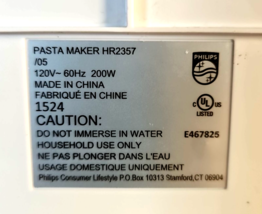 PASTA MAKER HR2357
/05
120V~ 60Hz 200W
MADE IN CHINA
FABRIQUÉ EN CHINE
1524
CAUTION:
DO NOT IMMERSE IN WATER
HOUSEHOLD USE ONLY
NE PAS PLONGER DANS L'EAU
USAGE DOMESTIQUE UNIQUEMENT
Philips Consumer Lifestyle P.O.Box 10313 Stamford,CT 06904
PHILIPS
C UL US
LISTED
E467825